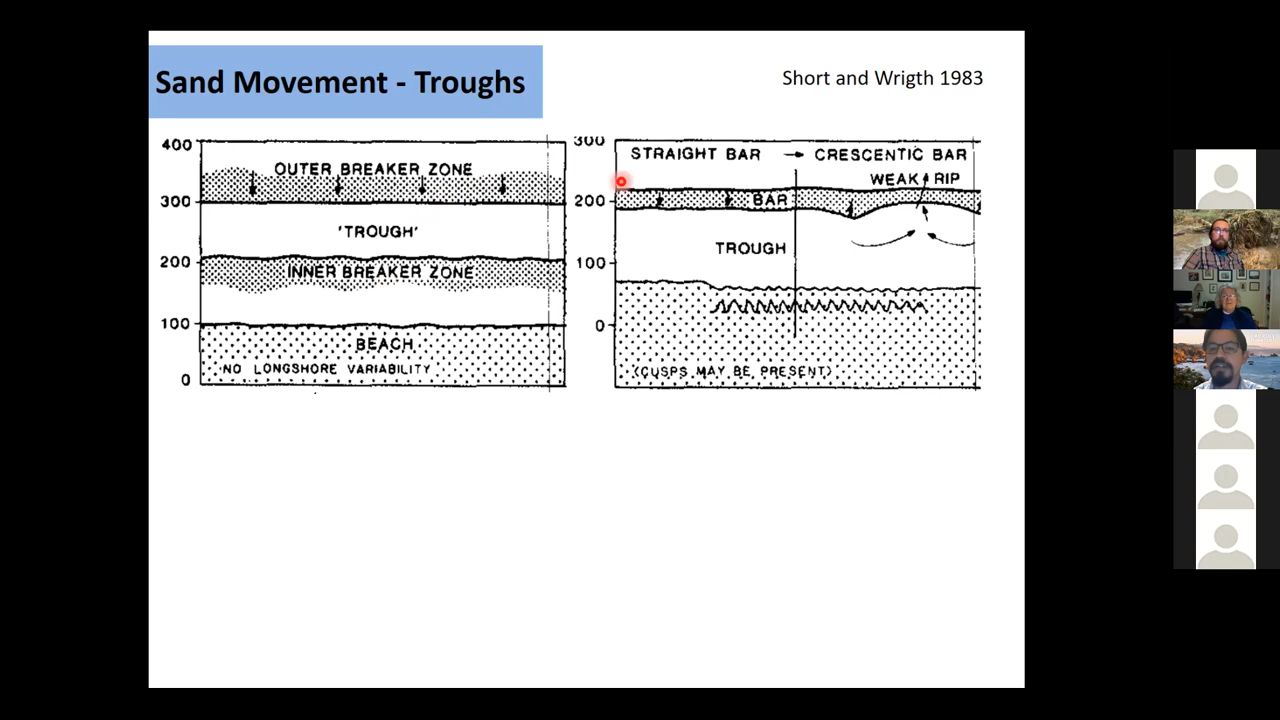 Sand Movement - Troughs
Short and Wrigth 1983
400
OUTER BREAKER ZONE
300
'TROUGH'
200
INNER BREAKER ZONE
100
BEACH
NO LONGSHORE VARIABILITY
0
300
STRAIGHT BAR → CRESCENTIC BAR
WEAK RIP
200
BAR
TROUGH
100
0
(CUSPS MAY BE PRESENT)